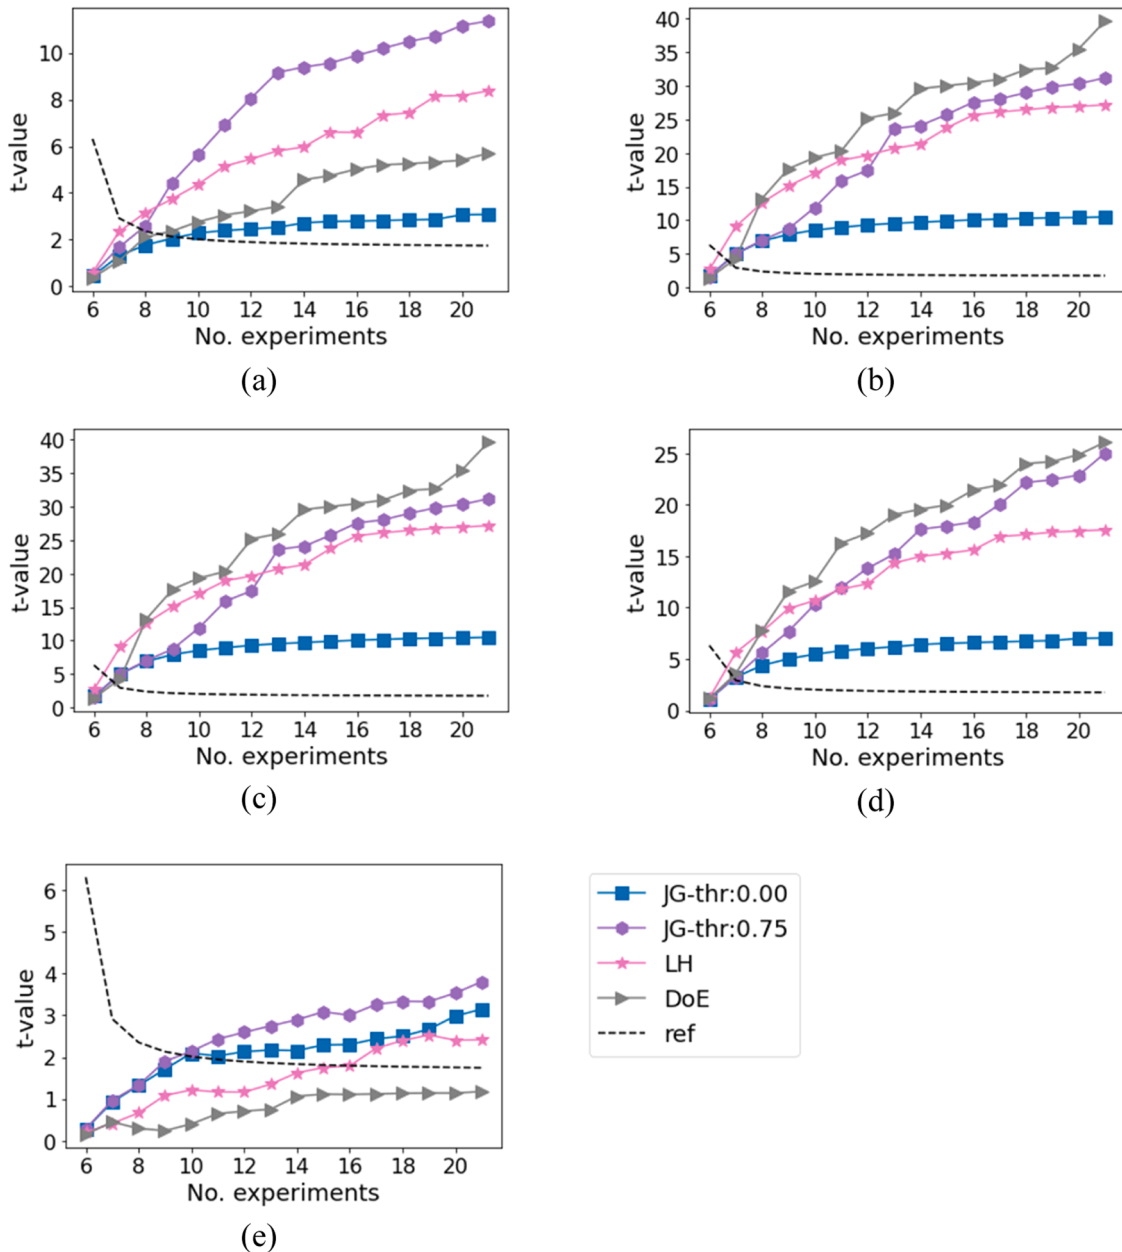 10
8
6
4
2
0
t-value
6 8 10 12 14 16 18 20
No. experiments
(a)
40
35
30
25
20
15
10
5
0
t-value
6 8 10 12 14 16 18 20
No. experiments
(b)
40
35
30
25
20
15
10
5
0
t-value
6 8 10 12 14 16 18 20
No. experiments
(c)
25
20
15
10
5
0
t-value
6 8 10 12 14 16 18 20
No. experiments
(d)
6
5
4
3
2
1
0
t-value
6 8 10 12 14 16 18 20
No. experiments
(e)
JG-thr:0.00
JG-thr:0.75
LH
DoE
ref